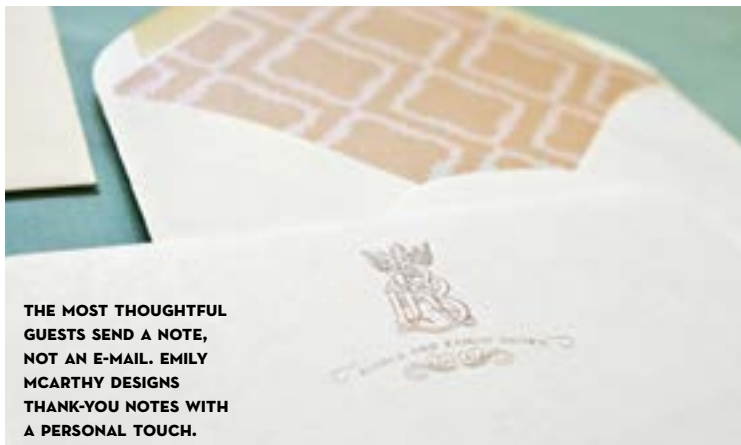 THE MOST THOUGHTFUL
GUESTS SEND A NOTE,
NOT AN E-MAIL. EMILY
MCARTHY DESIGNS
THANK-YOU NOTES WITH
A PERSONAL TOUCH.